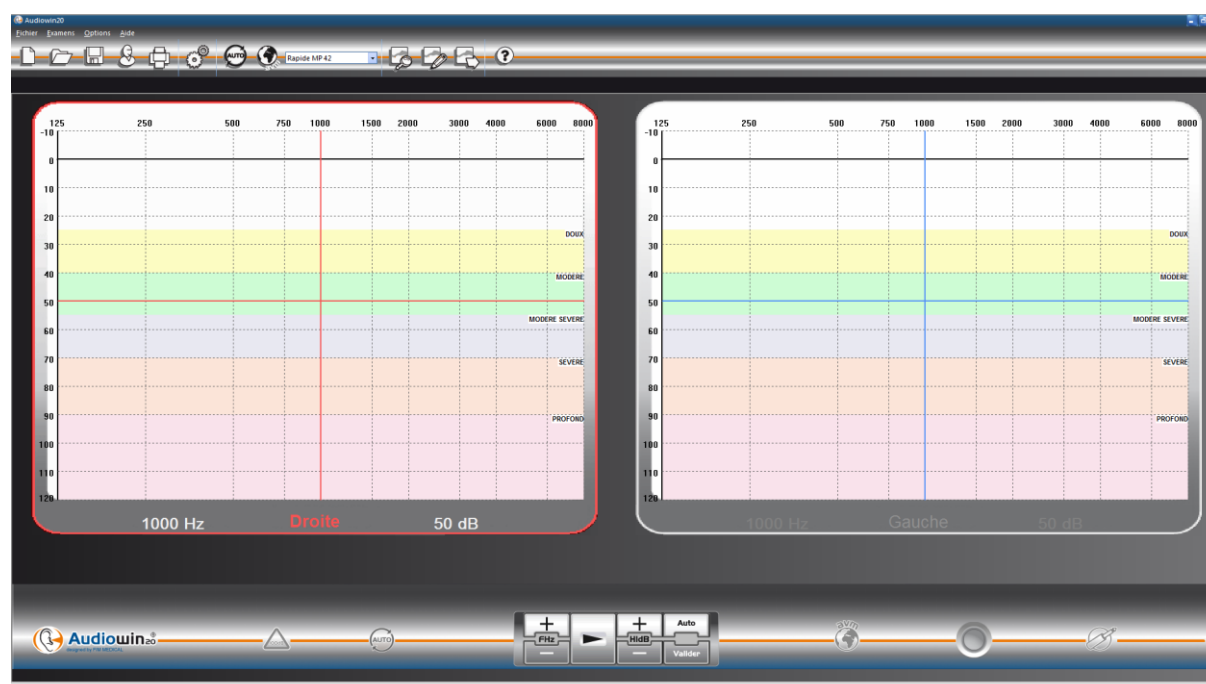 Audiowin20
Fichier Examens Options Aide
AUTO Rapide MP 42 ?
125 250 500 750 1000 1500 2000 3000 4000 6000 8000
-10
0
10
20
DOUX
30
40
MODERE
50
MODERE SEVERE
60
70
SEVERE
80
90
PROFOND
100
110
120
1000 Hz Droite 50 dB
125 250 500 750 1000 1500 2000 3000 4000 6000 8000
-10
0
10
20
DOUX
30
40
MODERE
50
MODERE SEVERE
60
70
SEVERE
80
90
PROFOND
100
110
120
1000 Hz Gauche 50 dB
Audiowin20
AUTO
+ + Auto
FHz HldB
- - Valider
avm